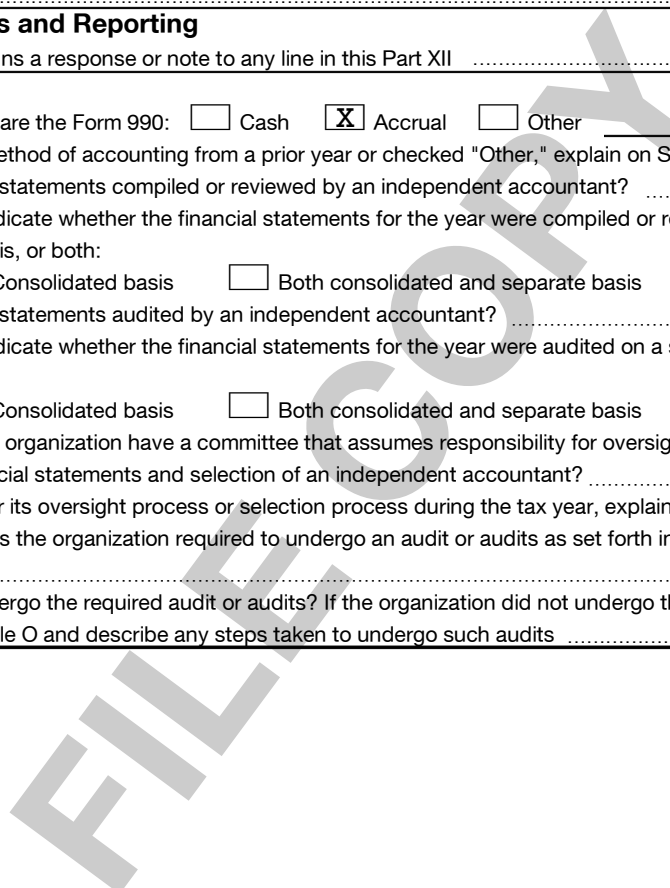 s and Reporting
ns a response or note to any line in this Part XII
are the Form 990: Cash X Accrual Other
ethod of accounting from a prior year or checked "Other," explain on S
statements compiled or reviewed by an independent accountant?
dicate whether the financial statements for the year were compiled or re
is, or both:
Consolidated basis Both consolidated and separate basis
statements audited by an independent accountant?
dicate whether the financial statements for the year were audited on a s
Consolidated basis Both consolidated and separate basis
organization have a committee that assumes responsibility for oversig
cial statements and selection of an independent accountant?
r its oversight process or selection process during the tax year, explain
s the organization required to undergo an audit or audits as set forth in
ergo the required audit or audits? If the organization did not undergo th
le O and describe any steps taken to undergo such audits
FILE COPY